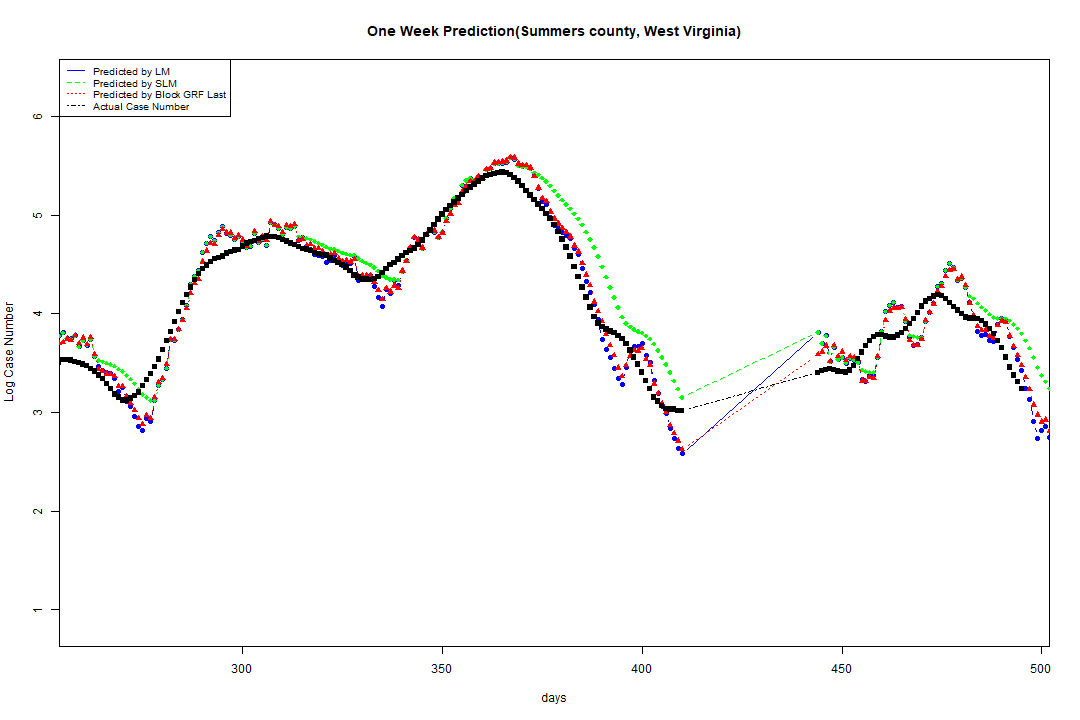 One Week Prediction(Summers county, West Virginia)
Predicted by LM
Predicted by SLM
Predicted by Block GRF Last
Actual Case Number
6
5
4
3
2
1
Log Case Number
300 350 400 450 500
days